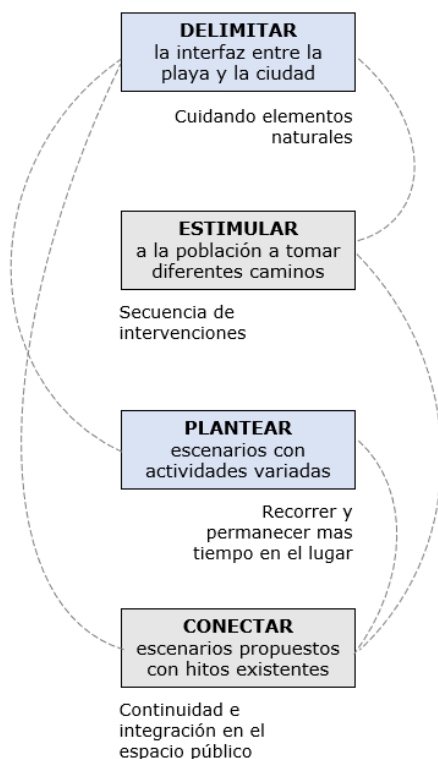 DELIMITAR
la interfaz entre la
playa y la ciudad
Cuidando elementos
naturales
ESTIMULAR
a la población a tomar
diferentes caminos
Secuencia de
intervenciones
PLANTEAR
escenarios con
actividades variadas
Recorrer y
permanecer mas
tiempo en el lugar
CONECTAR
escenarios propuestos
con hitos existentes
Continuidad e
integración en el
espacio público